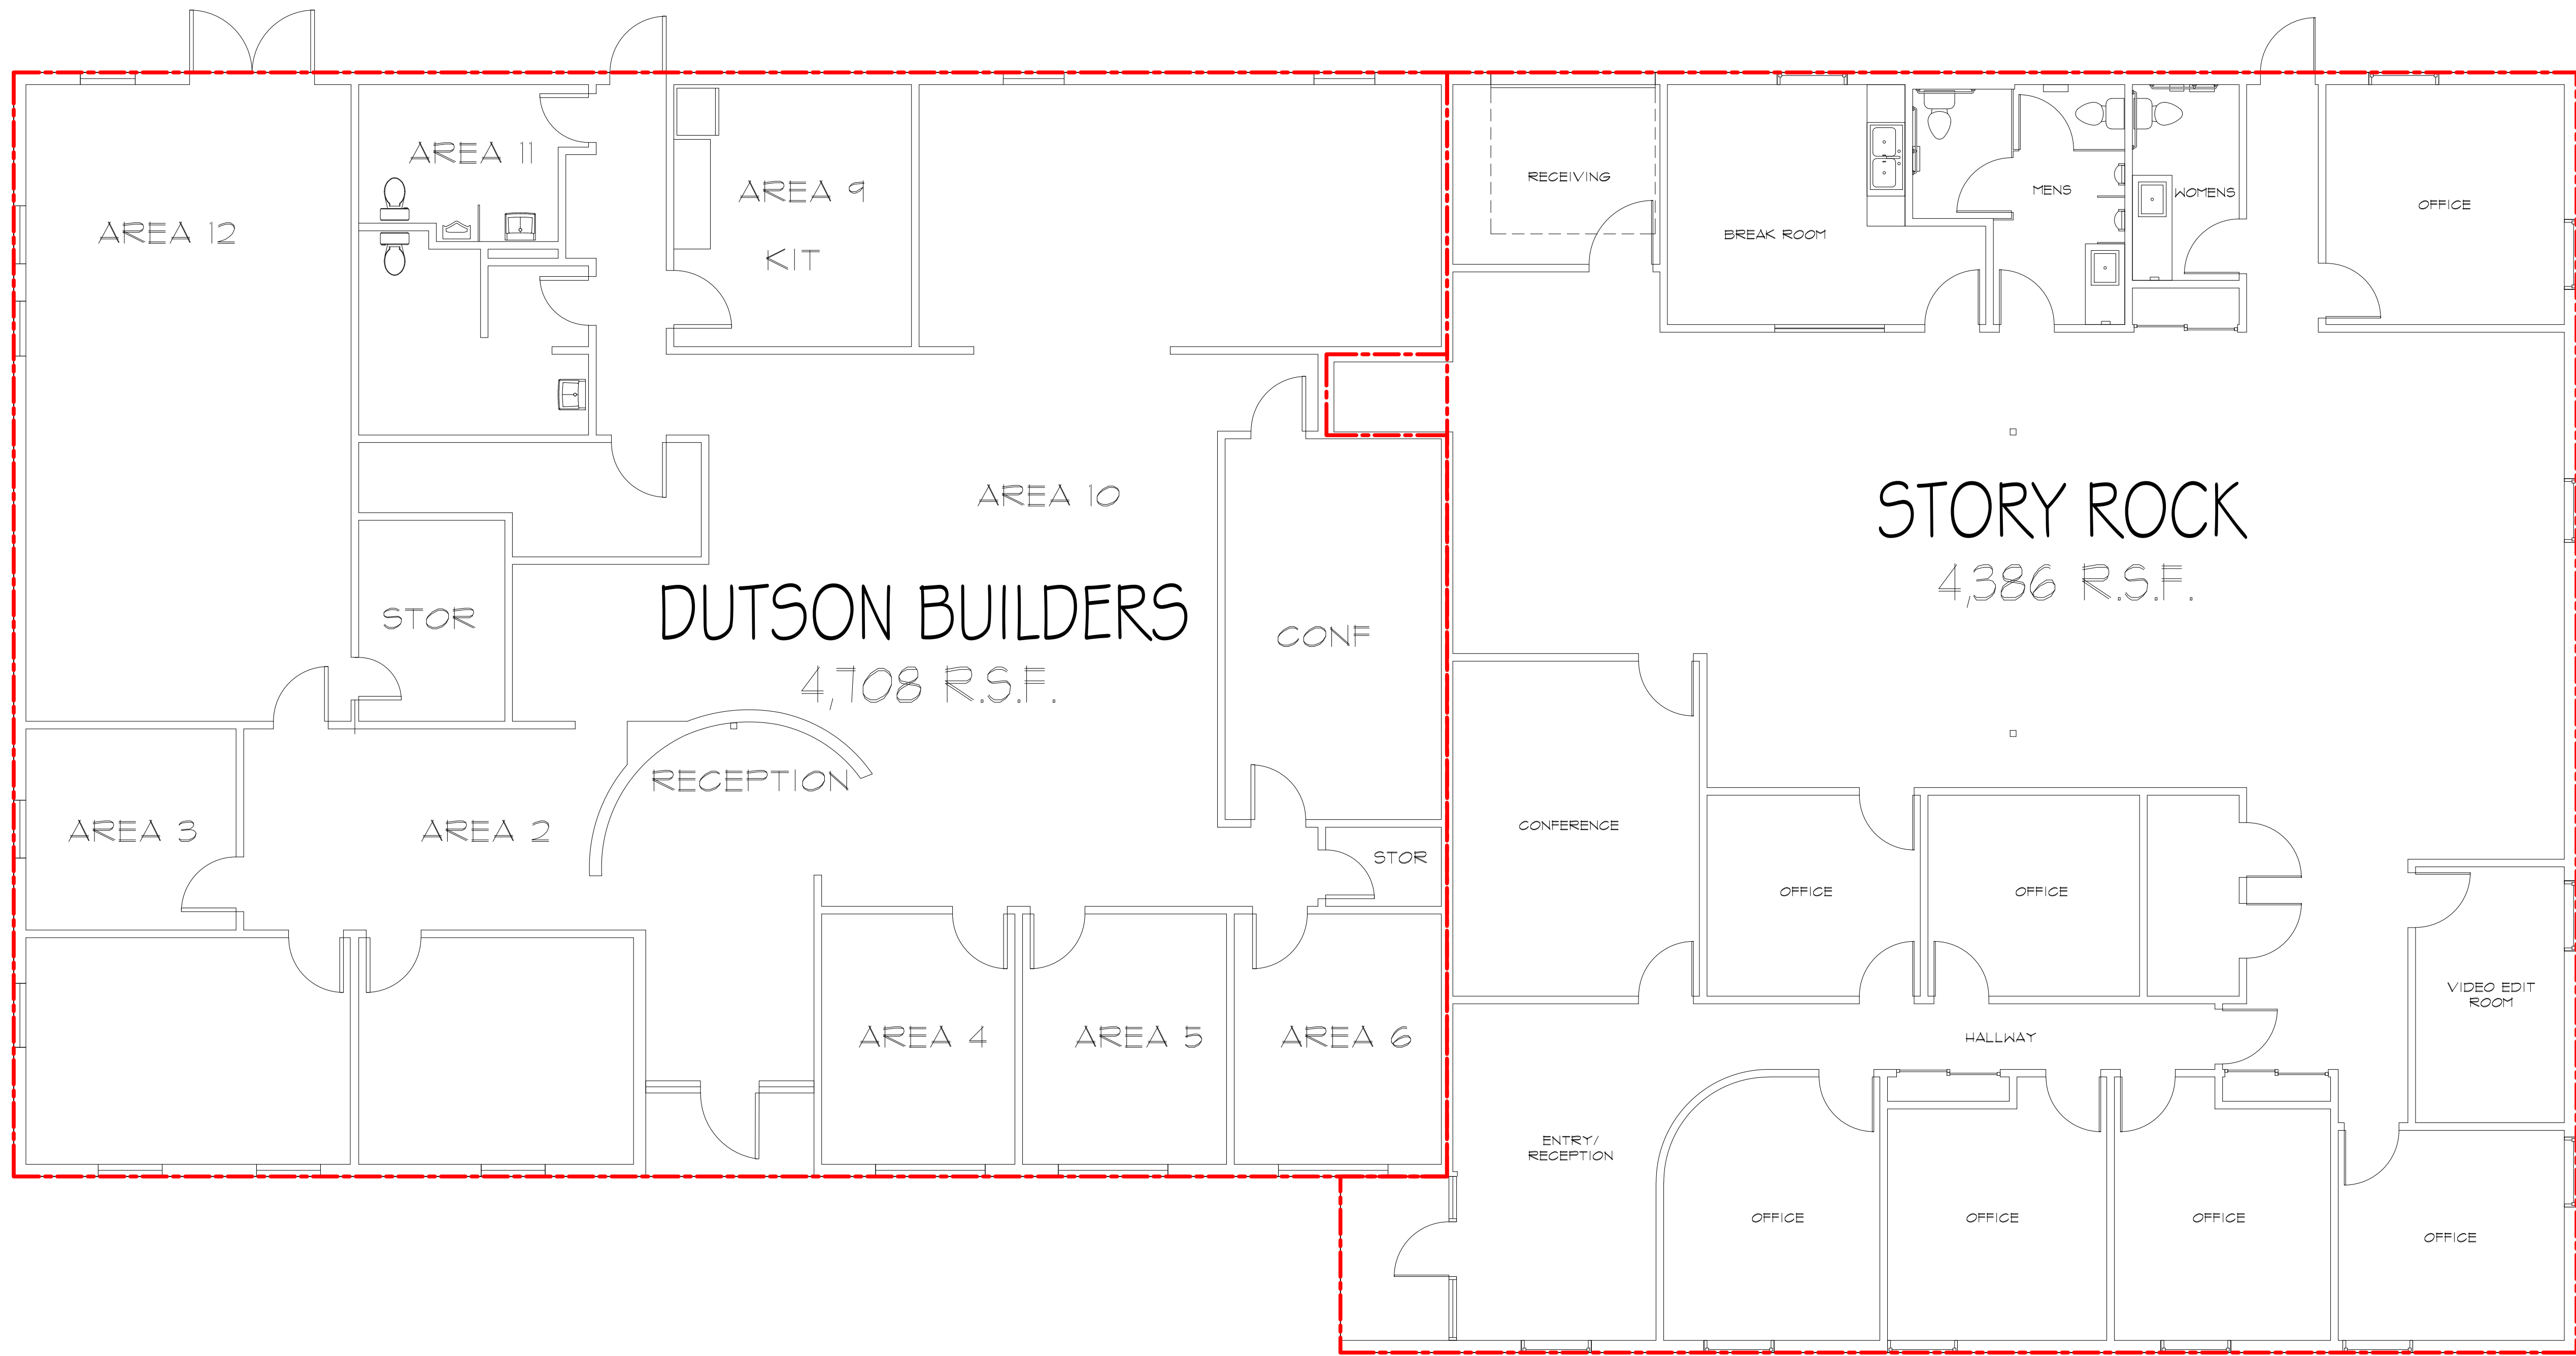 AREA 12
AREA 11
AREA 9
KIT
AREA 10
STOR
DUTSON BUILDERS
4,708 R.S.F.
CONF
RECEPTION
AREA 3
AREA 2
STOR
AREA 4
AREA 5
AREA 6
RECEIVING
BREAK ROOM
MENS
WOMENS
OFFICE
STORY ROCK
4,386 R.S.F.
CONFERENCE
OFFICE
OFFICE
VIDEO EDIT
ROOM
HALLWAY
ENTRY/
RECEPTION
OFFICE
OFFICE
OFFICE
OFFICE